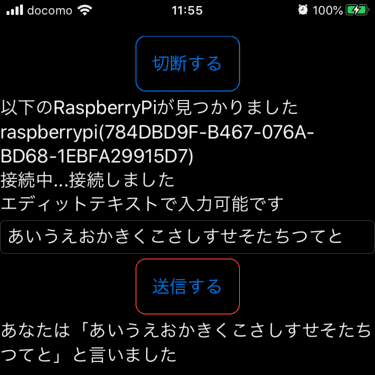 docomo 11:55 100%
切断する
以下のRaspberryPiが見つかりました
raspberrypi(784DBD9F-B467-076A-
BD68-1EBFA29915D7)
接続中...接続しました
エディットテキストで入力可能です
あいうえおかきくこさしすせそたちつてと
送信する
あなたは「あいうえおかきくこさしすせそたち
つてと」と言いました